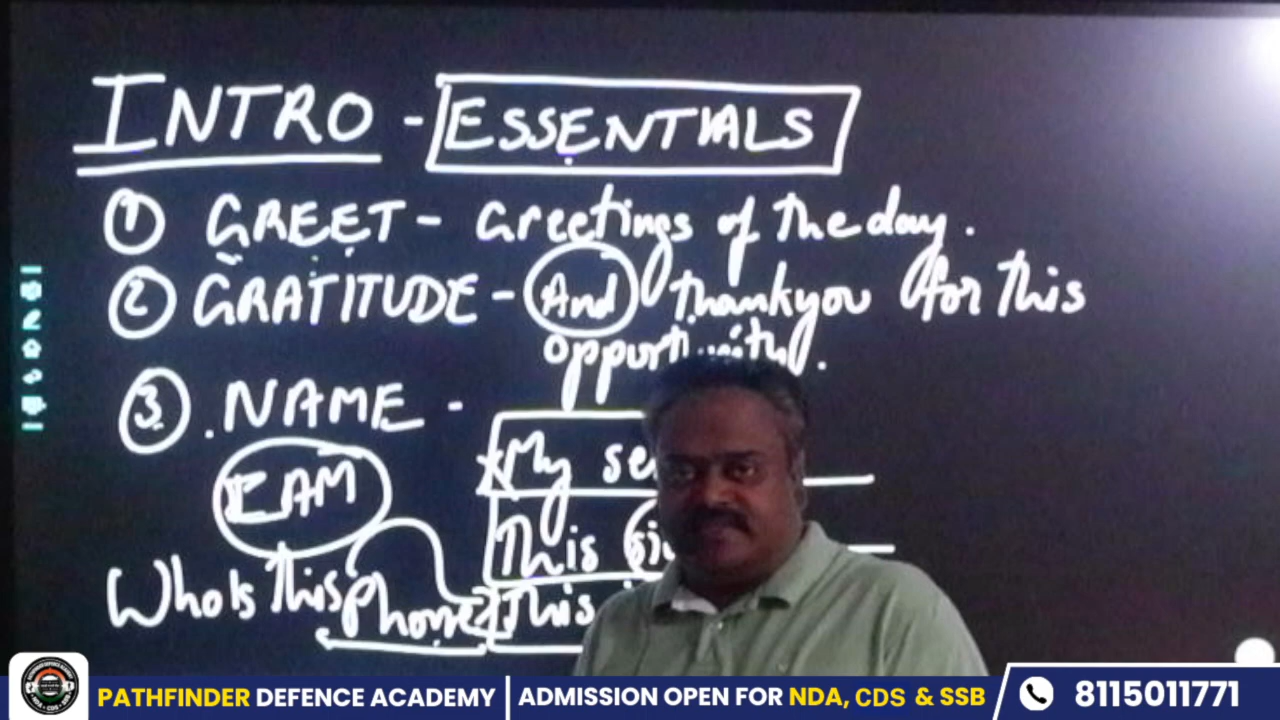 INTRO - ESSENTIALS
1 GREET - Greetings of the day.
2 GRATITUDE - And thankyou for this
opportunity.
3 NAME -
I AM
My se
This
Who Is This Phone?
This
PATHFINDER DEFENCE ACADEMY
ADMISSION OPEN FOR NDA, CDS & SSB
8115011771